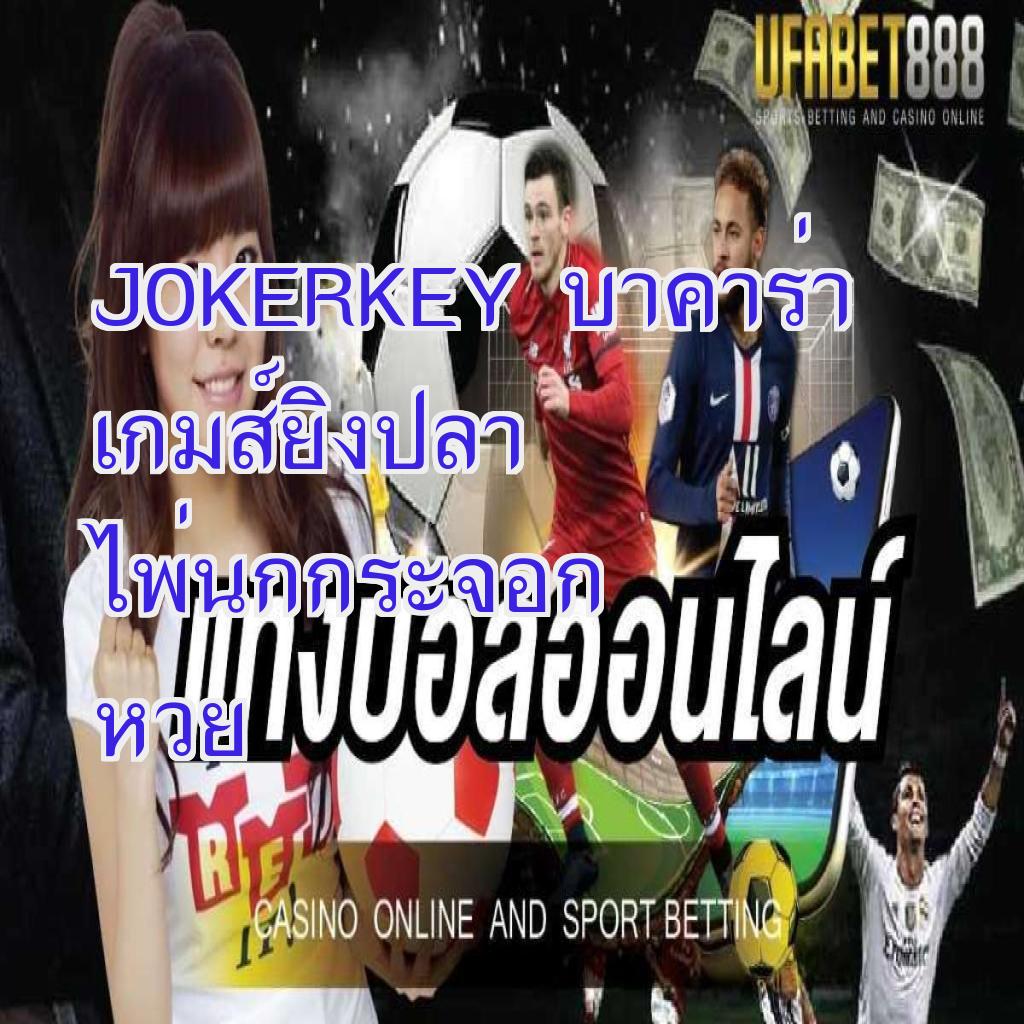 UFABET888
SPORTS BETTING AND CASINO ONLINE
JOKERKEY บาคาร่า
เกมส์ยิงปลา
ไพ่นกกระจอก
แทงบอลออนไลน์
หวย
CASINO ONLINE AND SPORT BETTING